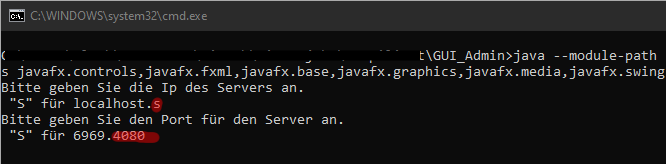 C:\WINDOWS\system32\cmd.exe
\GUI_Admin>java --module-path
s javafx.controls,javafx.fxml,javafx.base,javafx.graphics,javafx.media,javafx.swing
Bitte geben Sie die Ip des Servers an.
"S" für localhost.s
Bitte geben Sie den Port für den Server an.
"S" für 6969.4080